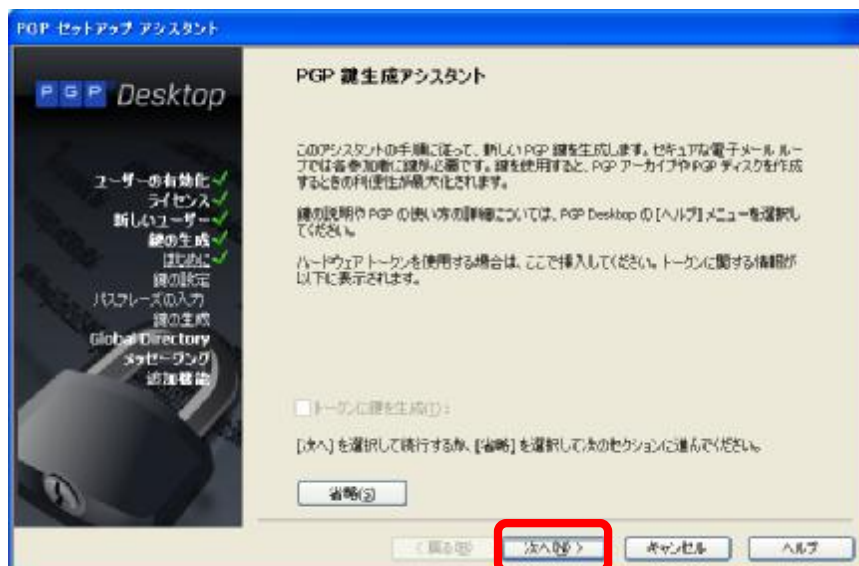 PGP セットアップ アシスタント
PGP Desktop
ユーザーの有効化
ライセンス
新しいユーザー
鍵の生成
はじめに
鍵の設定
パスフレーズの入力
鍵の生成
Global Directory
メッセージング
追加機能
PGP 鍵生成アシスタント
このアシスタントの手順に従って、新しい PGP 鍵を生成します。セキュアな電子メール ルー
プでは各参加者に鍵が必要です。鍵を使用すると、PGP アーカイブや PGP ディスクを作成
するときの利便性が最大化されます。
鍵の説明や PGP の使い方の詳細については、PGP Desktop の [ヘルプ] メニューを選択し
てください。
ハードウェア トークンを使用する場合は、ここで挿入してください。トークンに関する情報が
以下に表示されます。
トークンに鍵を生成(T):
[次へ] を選択して続行するか、[省略] を選択して次のセクションに進んでください。
省略(S)
< 戻る(B)
次へ(N) >
キャンセル
ヘルプ